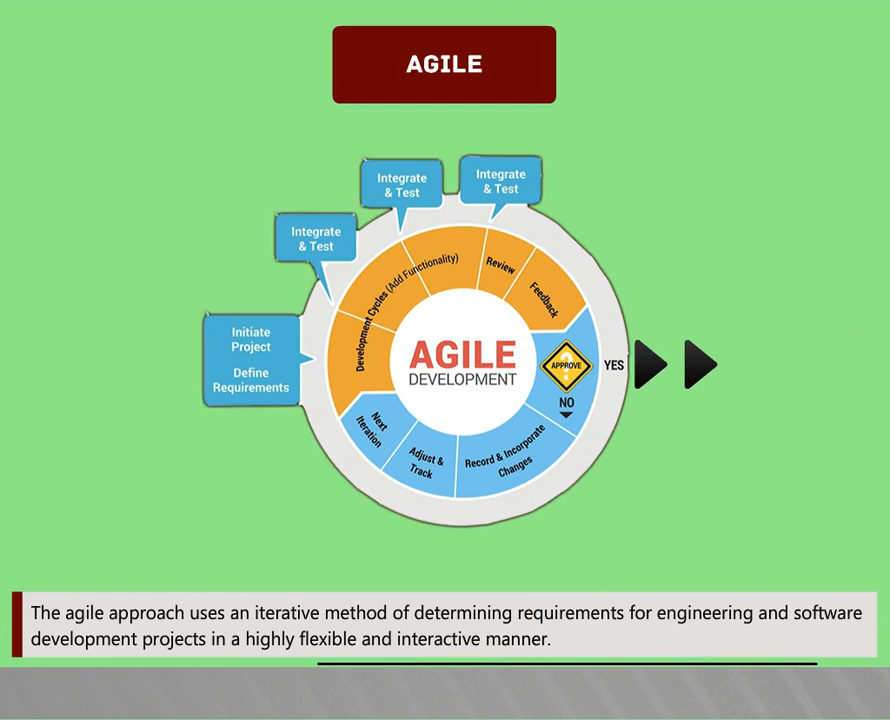 AGILE
Integrate
& Test
Integrate
& Test
Integrate
& Test
Initiate
Project
Define
Requirements
Development Cycles (Add Functionality)
Review
Feedback
AGILE
DEVELOPMENT
?
APPROVE
YES
NO
Record & Incorporate
Changes
Adjust &
Track
Next
Iteration
The agile approach uses an iterative method of determining requirements for engineering and software
development projects in a highly flexible and interactive manner.